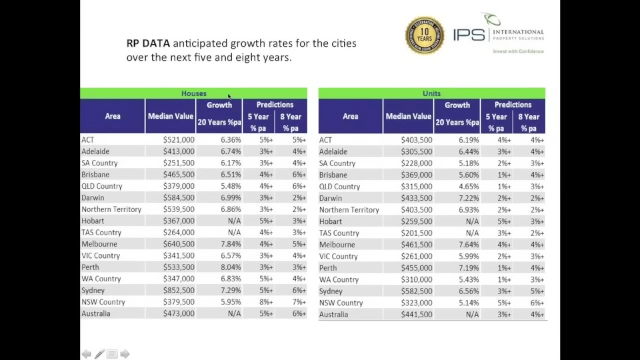 RP DATA anticipated growth rates for the cities
over the next five and eight years.
10
YEARS
IPS INTERNATIONAL
PROPERTY SOLUTIONS
Invest with Confidence
Houses
Area Median Value Growth 20 Years %pa Predictions 5 Year % pa 8 Year % pa
ACT $521,000 6.36% 5%+ 5%+
Adelaide $413,000 6.74% 3%+ 4%+
SA Country $251,500 6.17% 3%+ 4%+
Brisbane $465,500 6.51% 4%+ 6%+
QLD Country $379,000 5.48% 4%+ 6%+
Darwin $584,500 6.99% 3%+ 2%+
Northern Territory $539,500 6.86% 3%+ 2%+
Hobart $367,000 N/A 5%+ 3%+
TAS Country $264,000 N/A 4%+ 3%+
Melbourne $640,500 7.84% 5%+ 5%+
VIC Country $341,500 6.57% 3%+ 4%+
Perth $533,500 8.04% 3%+ 3%+
WA Country $347,000 6.83% 5%+ 4%+
Sydney $852,500 7.29% 5%+ 6%+
NSW Country $379,500 5.95% 8%+ 7%+
Australia $473,000 N/A 5%+ 6%+
Units
Area Median Value Growth 20 Years %pa Predictions 5 Year % pa 8 Year % pa
ACT $403,500 6.19% 4%+ 4%+
Adelaide $305,500 6.44% 3%+ 4%+
SA Country $228,000 5.18% 2%+ 3%+
Brisbane $369,000 5.60% 1%+ 4%+
QLD Country $315,000 4.65% 1%+ 3%+
Darwin $433,500 7.22% 2%+ 2%+
Northern Territory $403,500 6.93% 2%+ 2%+
Hobart $259,500 N/A 5%+ 3%+
TAS Country $201,500 N/A 3%+ 2%+
Melbourne $461,500 7.64% 4%+ 4%+
VIC Country $261,000 5.99% 2%+ 3%+
Perth $455,000 7.19% 1%+ 4%+
WA Country $310,000 5.43% 1%+ 3%+
Sydney $582,500 6.56% 3%+ 5%+
NSW Country $323,000 5.14% 5%+ 6%+
Australia $441,500 N/A 3%+ 4%+